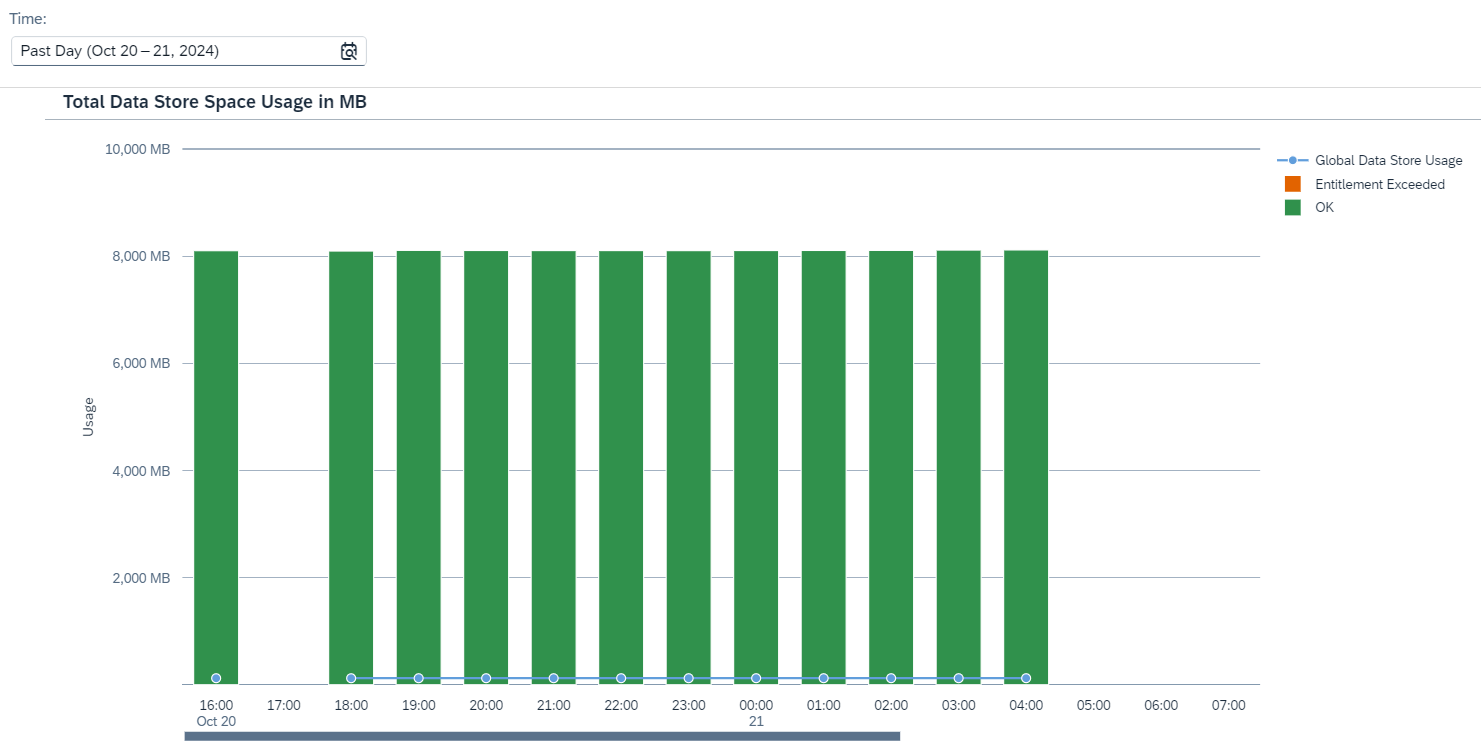 Time:
Past Day (Oct 20 – 21, 2024)
Total Data Store Space Usage in MB
10,000 MB
8,000 MB
6,000 MB
4,000 MB
2,000 MB
Usage
Global Data Store Usage
Entitlement Exceeded
OK
16:00 17:00 18:00 19:00 20:00 21:00 22:00 23:00 00:00 01:00 02:00 03:00 04:00 05:00 06:00 07:00
Oct 20 21